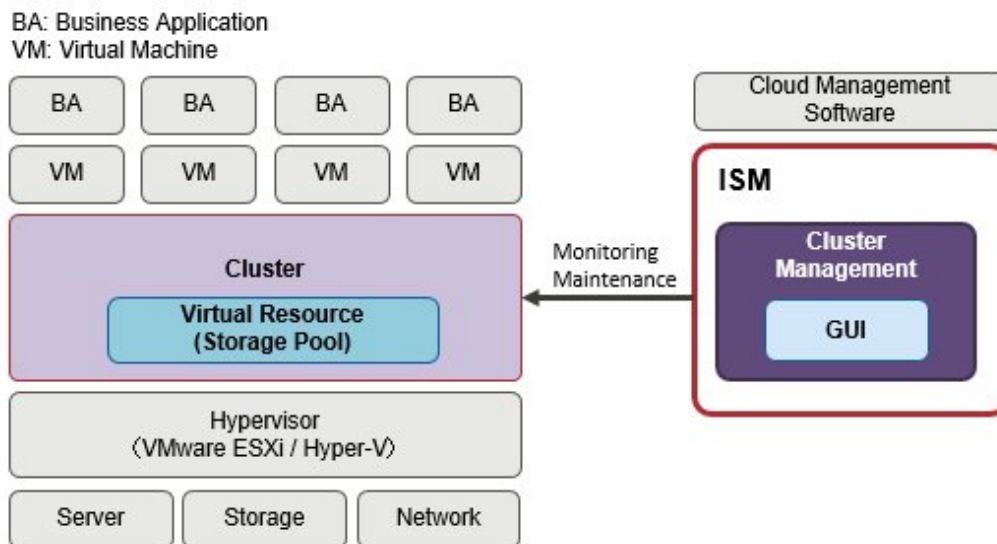 BA: Business Application
VM: Virtual Machine
BA BA BA BA
VM VM VM VM
Cluster
Virtual Resource
(Storage Pool)
Hypervisor
（VMware ESXi / Hyper-V）
Server Storage Network
Monitoring
Maintenance
Cloud Management
Software
ISM
Cluster
Management
GUI